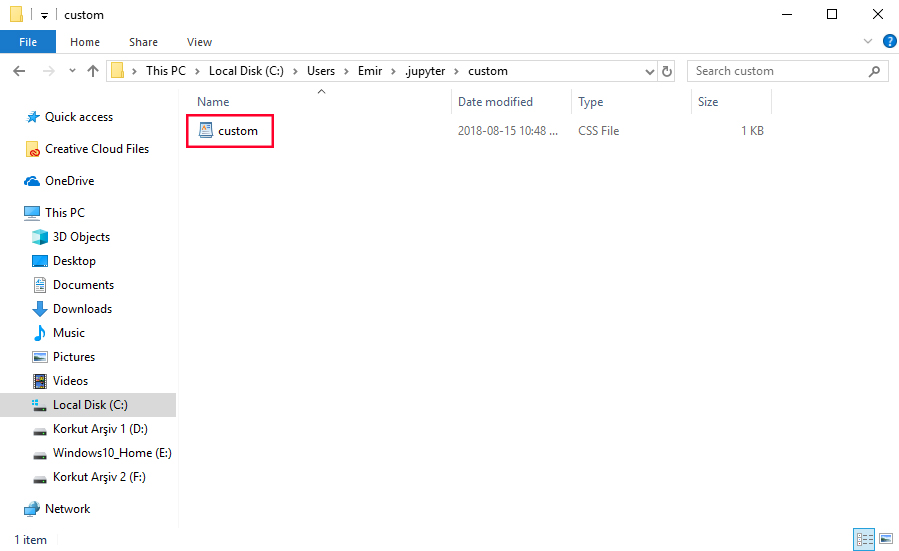 custom
File Home Share View
This PC Local Disk (C:) Users Emir .jupyter custom
Search custom
Name Date modified Type Size
custom 2018-08-15 10:48 ... CSS File 1 KB
Quick access
Creative Cloud Files
OneDrive
This PC
3D Objects
Desktop
Documents
Downloads
Music
Pictures
Videos
Local Disk (C:)
Korkut Arşiv 1 (D:)
Windows10_Home (E:)
Korkut Arşiv 2 (F:)
Network
1 item